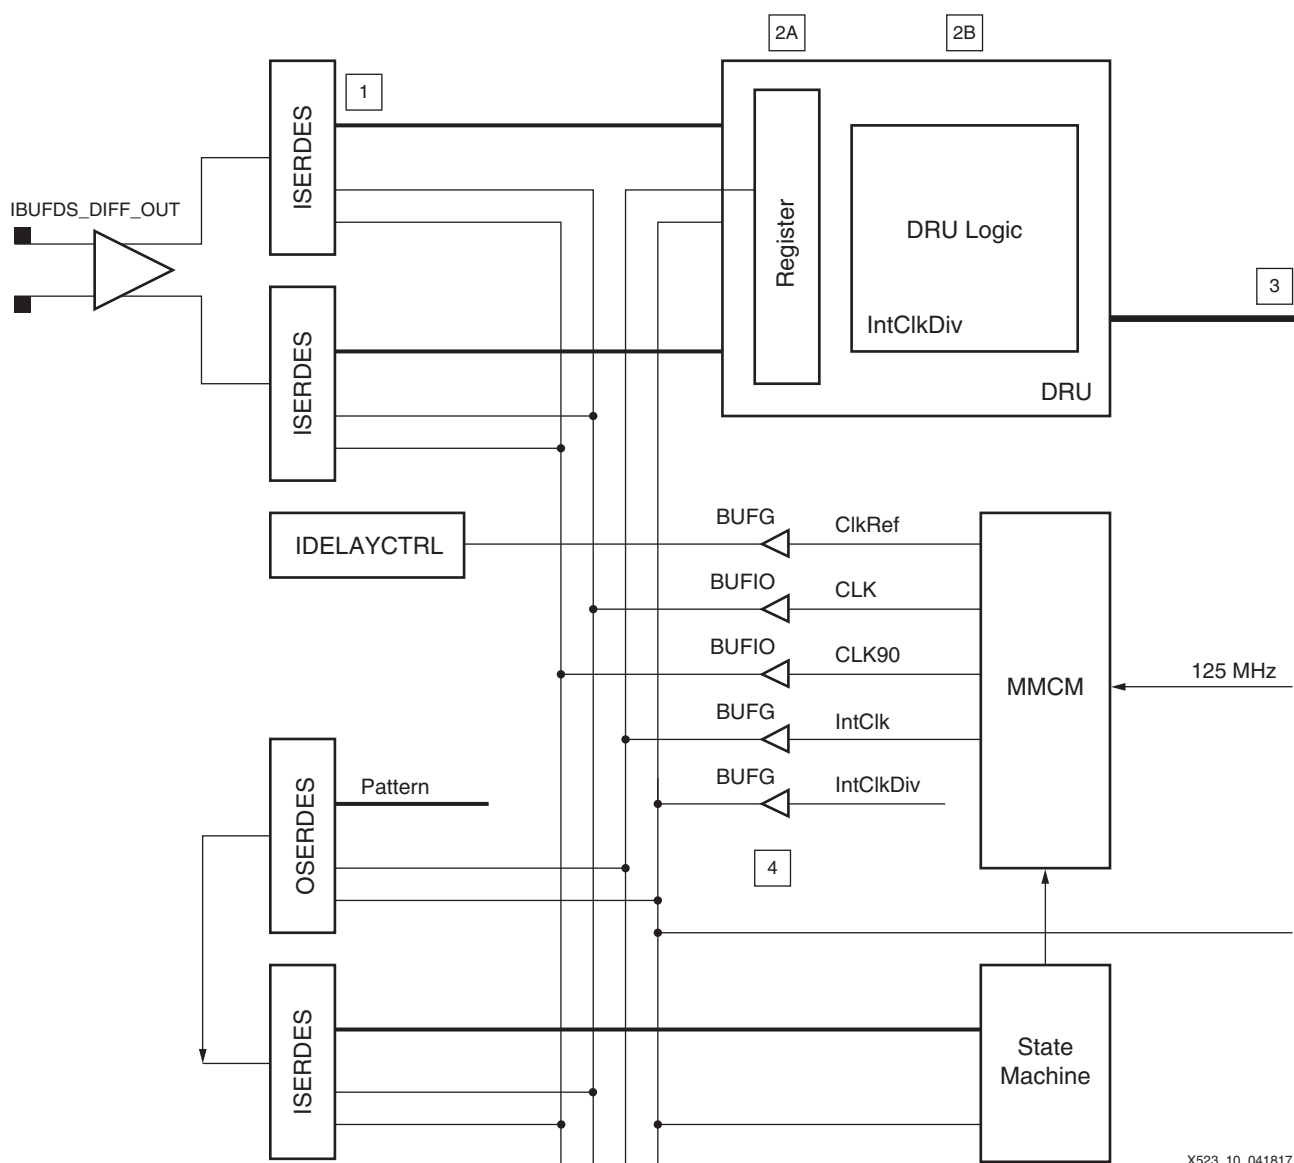 2A
2B
1
ISERDES
IBUFDS_DIFF_OUT
Register
DRU Logic
IntClkDiv
DRU
3
ISERDES
IDELAYCTRL
BUFG
ClkRef
BUFIO
CLK
BUFIO
CLK90
MMCM
125 MHz
BUFG
IntClk
BUFG
IntClkDiv
OSERDES
Pattern
4
ISERDES
State
Machine
X523_10_041817